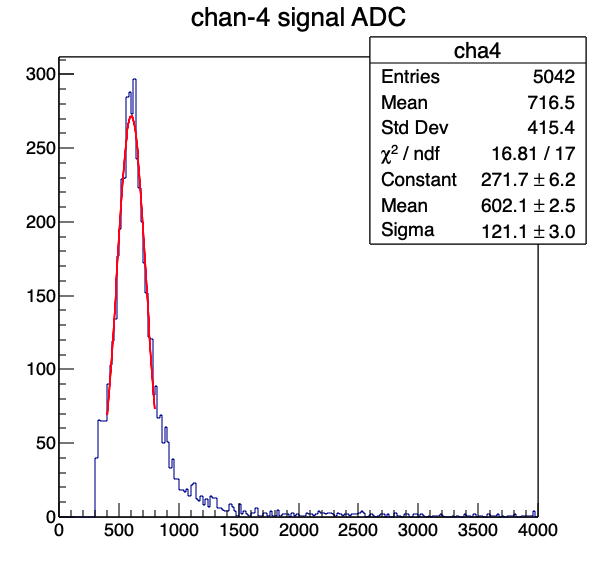 chan-4 signal ADC
cha4
Entries 5042
Mean 716.5
Std Dev 415.4
χ² / ndf 16.81 / 17
Constant 271.7 ± 6.2
Mean 602.1 ± 2.5
Sigma 121.1 ± 3.0
300
250
200
150
100
50
0
0 500 1000 1500 2000 2500 3000 3500 4000